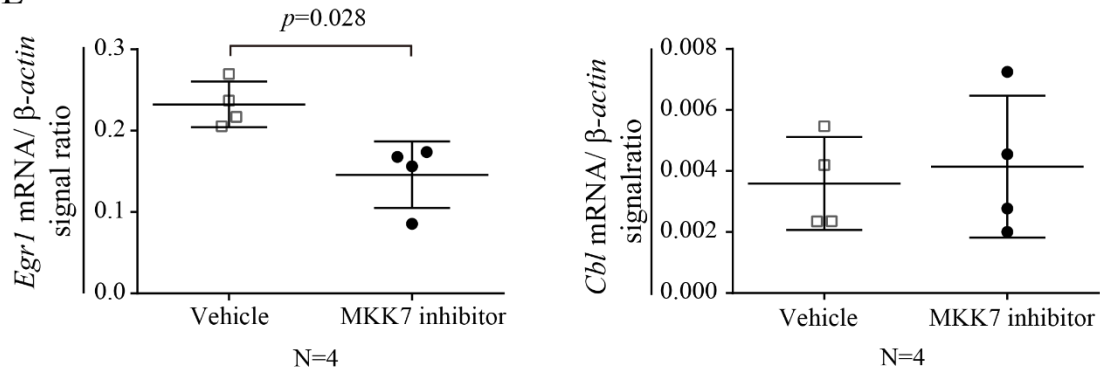 p=0.028
Egr1 mRNA/ β-actin
signal ratio
0.3
0.2
0.1
0.0
Vehicle
MKK7 inhibitor
N=4
Cbl mRNA/ β-actin
signalratio
0.008
0.006
0.004
0.002
0.000
Vehicle
MKK7 inhibitor
N=4